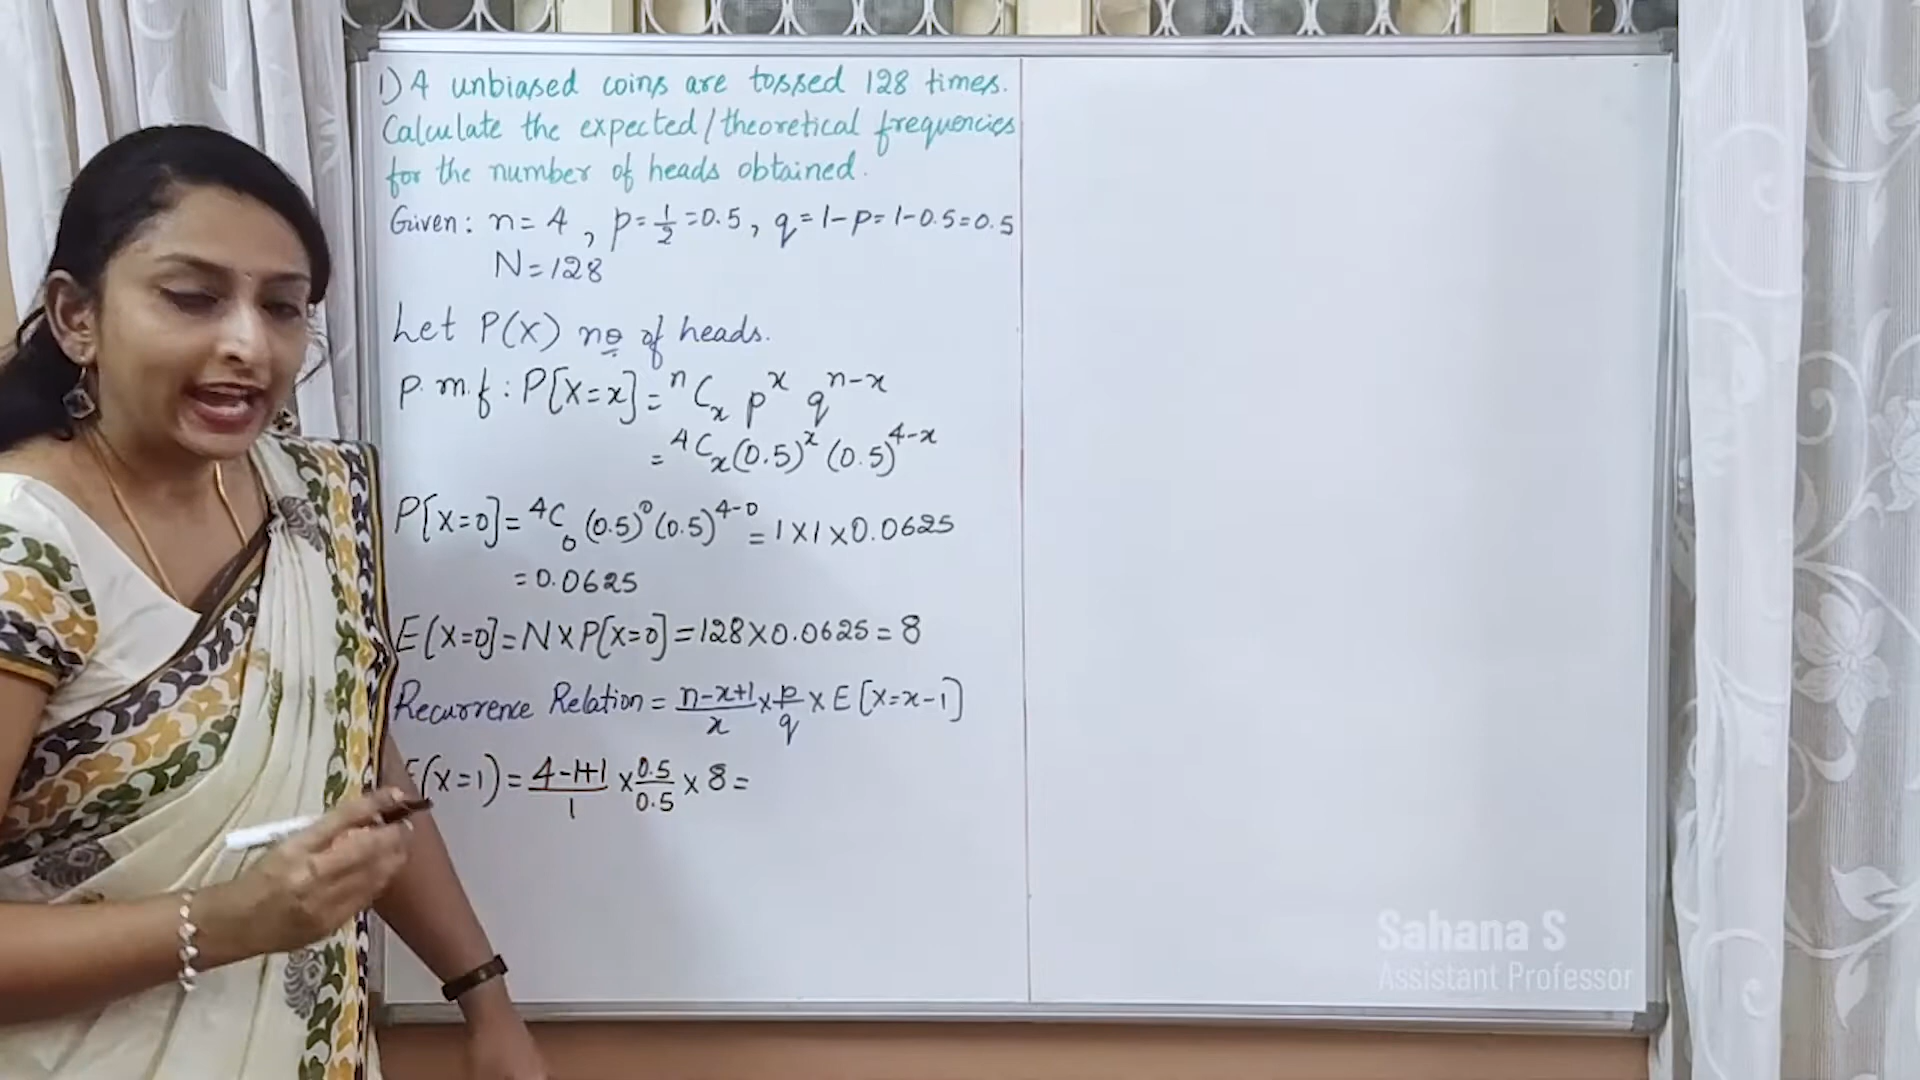 1) 4 unbiased coins are tossed 128 times.
Calculate the expected/theoretical frequencies
for the number of heads obtained.
Given: n = 4, p = 1/2 = 0.5, q = 1-p = 1-0.5 = 0.5
N = 128
Let P(X) no of heads.
p.m.f : P[X=x] = ⁿCₓ pˣ qⁿ⁻ˣ
= ⁴Cₓ (0.5)ˣ (0.5)⁴⁻ˣ
P[X=0] = ⁴C₀ (0.5)⁰ (0.5)⁴⁻⁰ = 1 X 1 X 0.0625
= 0.0625
E[X=0] = N X P[X=0] = 128 X 0.0625 = 8
Recurrence Relation = (n-x+1)/x X p/q X E[X=x-1]
E(X=1) = (4-1+1)/1 X 0.5/0.5 X 8 =
Sahana S
Assistant Professor